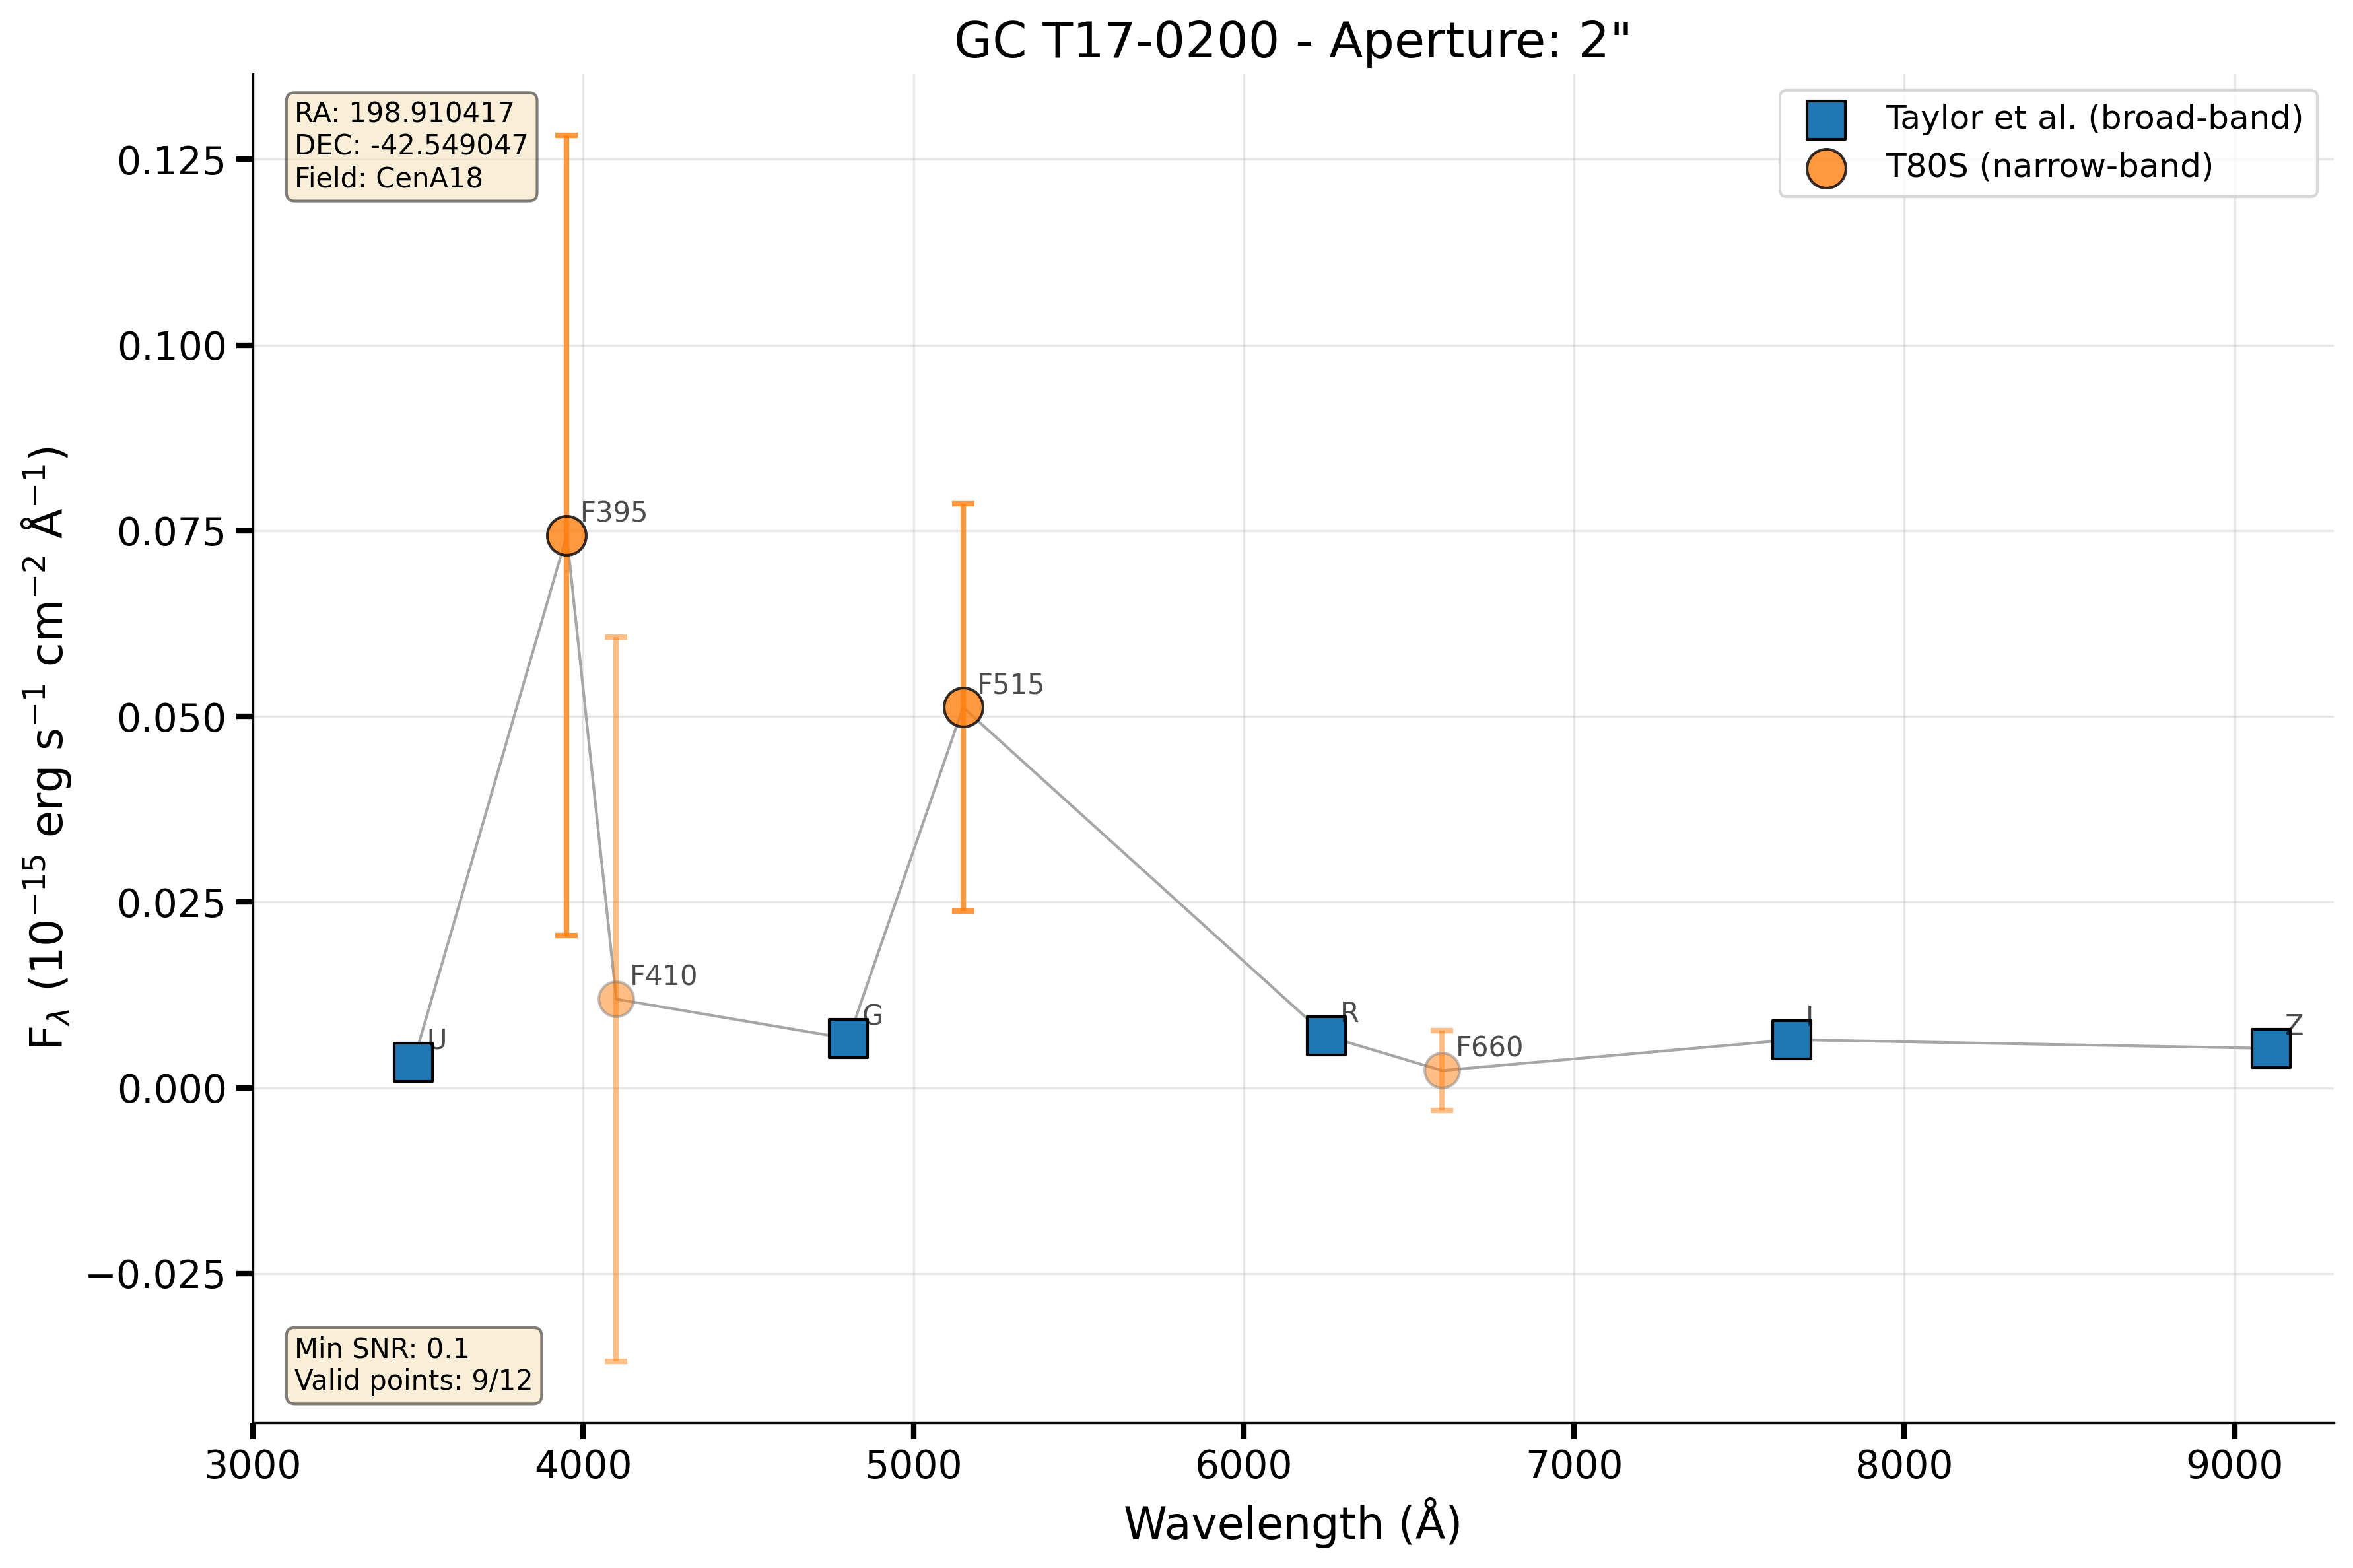 GC T17-0200 - Aperture: 2"
RA: 198.910417
DEC: -42.549047
Field: CenA18
Taylor et al. (broad-band)
T80S (narrow-band)
0.125
0.100
0.075
0.050
0.025
0.000
−0.025
F_λ (10⁻¹⁵ erg s⁻¹ cm⁻² Å⁻¹)
U
F395
F410
G
F515
R
F660
I
Z
Min SNR: 0.1
Valid points: 9/12
3000 4000 5000 6000 7000 8000 9000
Wavelength (Å)